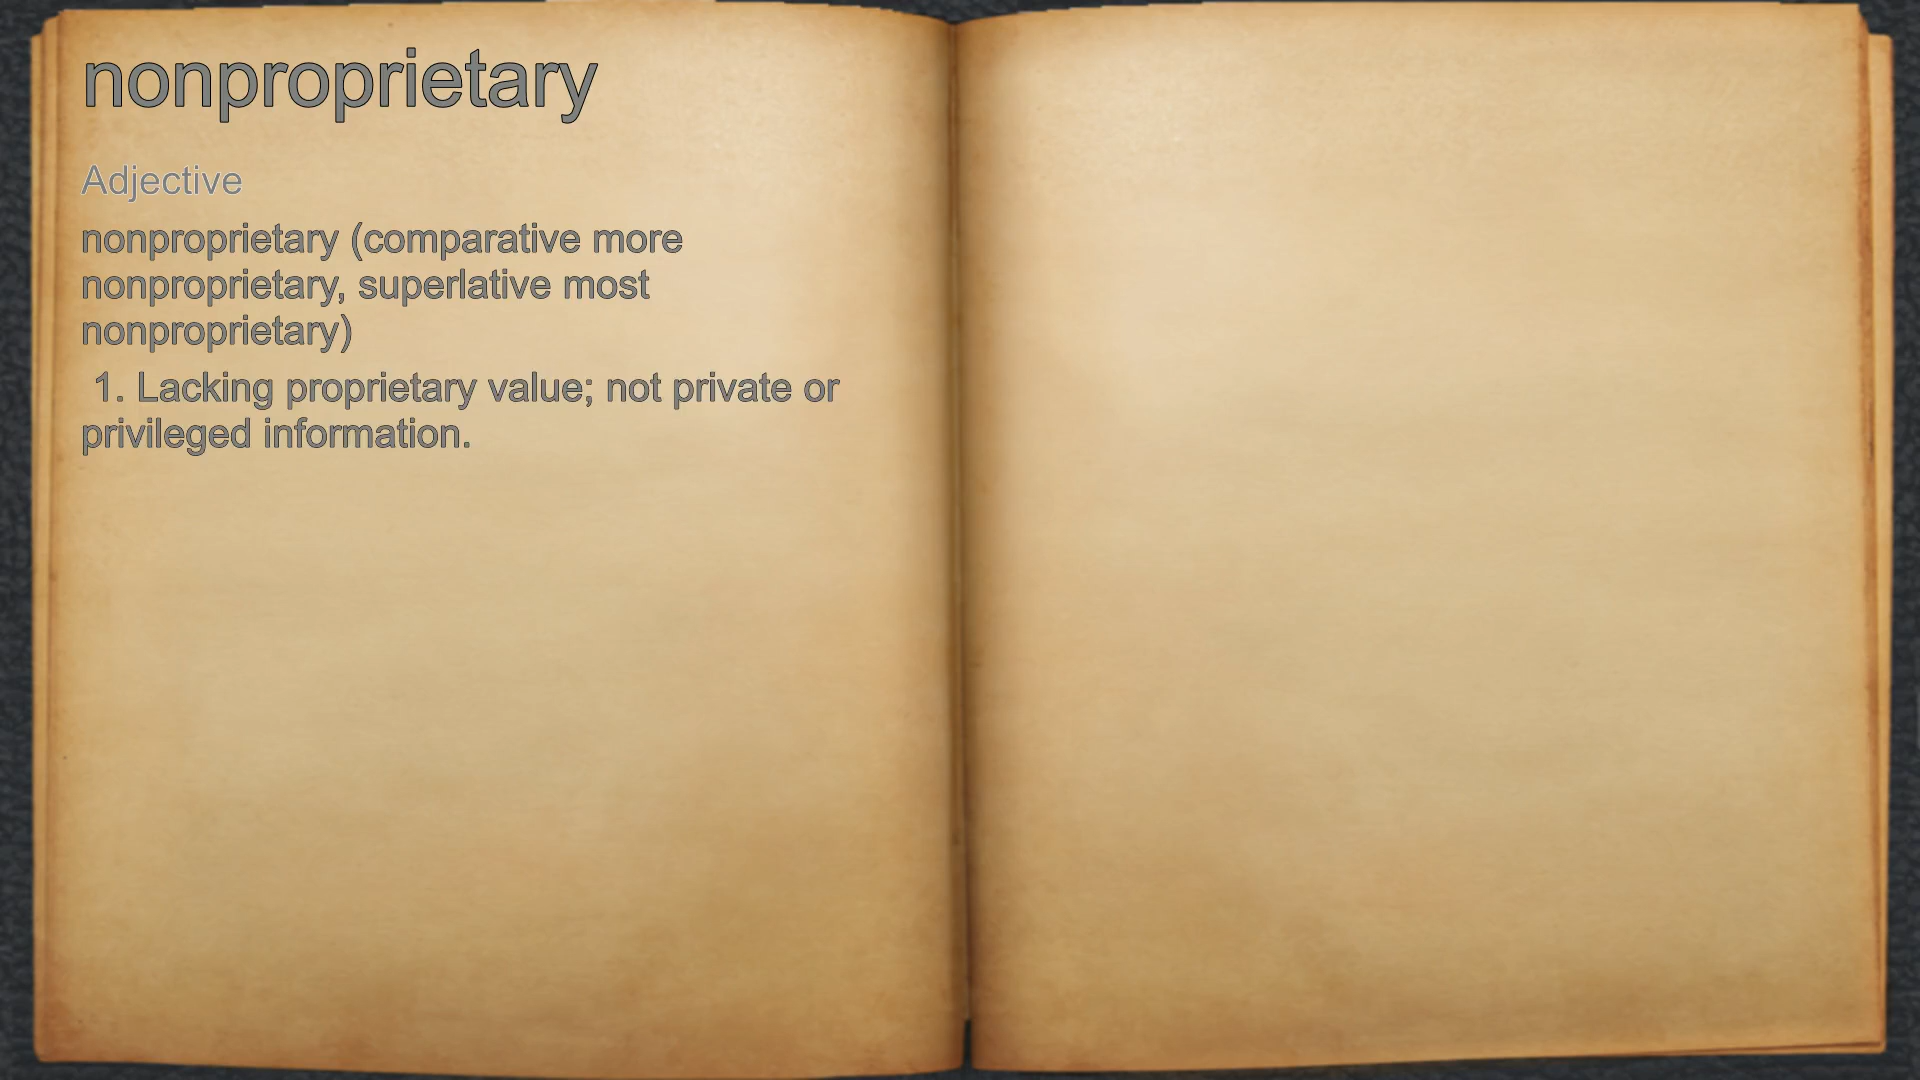 nonproprietary
Adjective
nonproprietary (comparative more
nonproprietary, superlative most
nonproprietary)
1. Lacking proprietary value; not private or
privileged information.